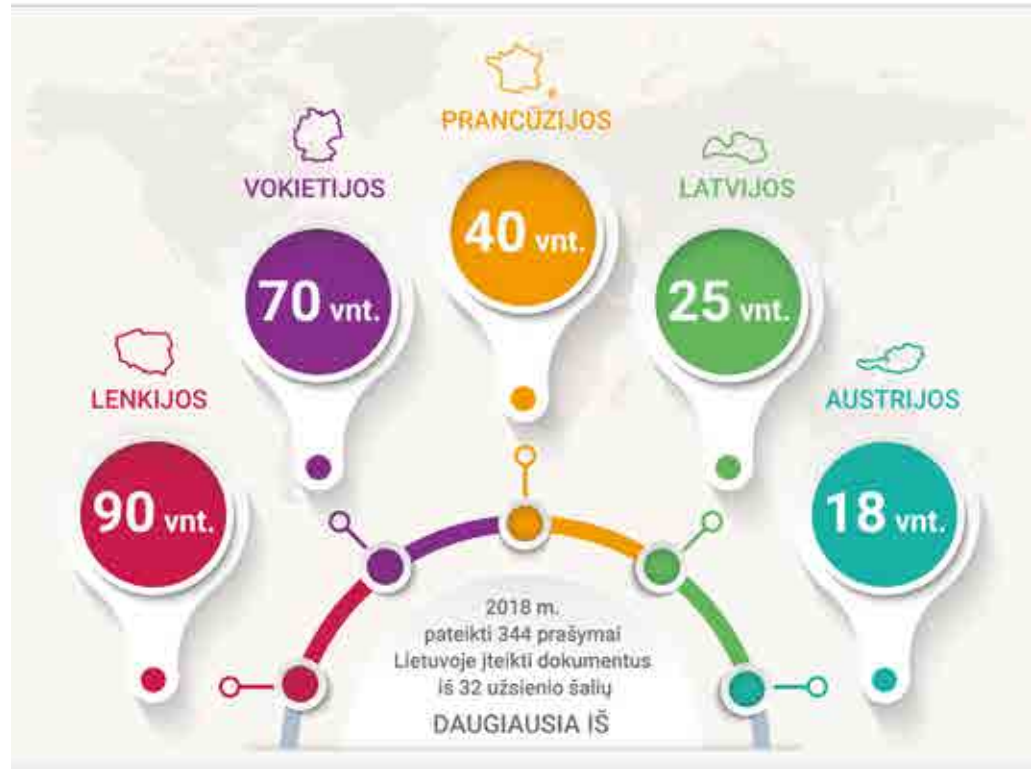 PRANCŪZIJOS
40 vnt.
VOKIETIJOS
70 vnt.
LATVIJOS
25 vnt.
LENKIJOS
90 vnt.
AUSTRIJOS
18 vnt.
2018 m.
pateikti 344 prašymai
Lietuvoje įteikti dokumentus
iš 32 užsienio šalių
DAUGIAUSIA IŠ